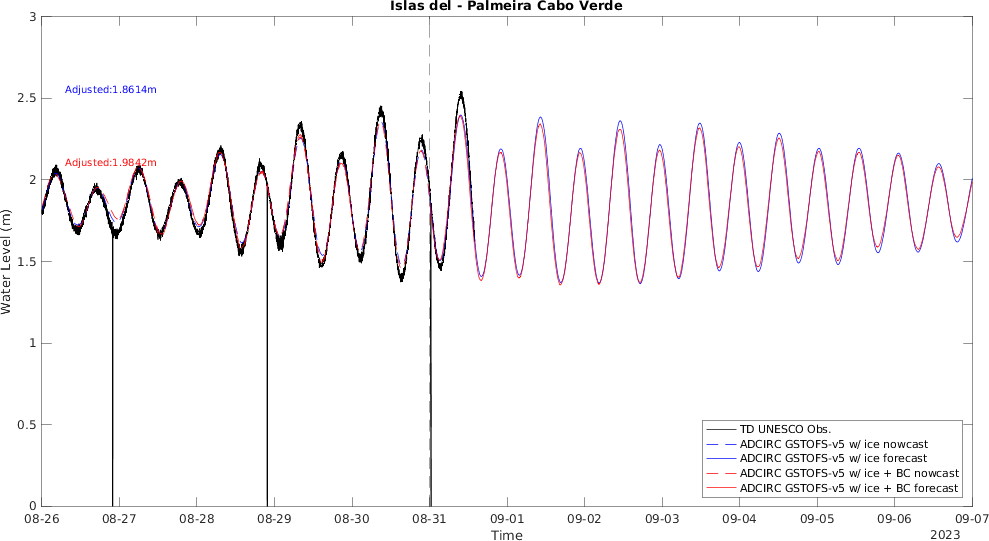 Islas del - Palmeira Cabo Verde
3
2.5
2
1.5
1
0.5
0
Water Level (m)
Adjusted:1.8614m
Adjusted:1.9842m
TD UNESCO Obs.
ADCIRC GSTOFS-v5 w/ ice nowcast
ADCIRC GSTOFS-v5 w/ ice forecast
ADCIRC GSTOFS-v5 w/ ice + BC nowcast
ADCIRC GSTOFS-v5 w/ ice + BC forecast
08-26 08-27 08-28 08-29 08-30 08-31 09-01 09-02 09-03 09-04 09-05 09-06 09-07
Time
2023